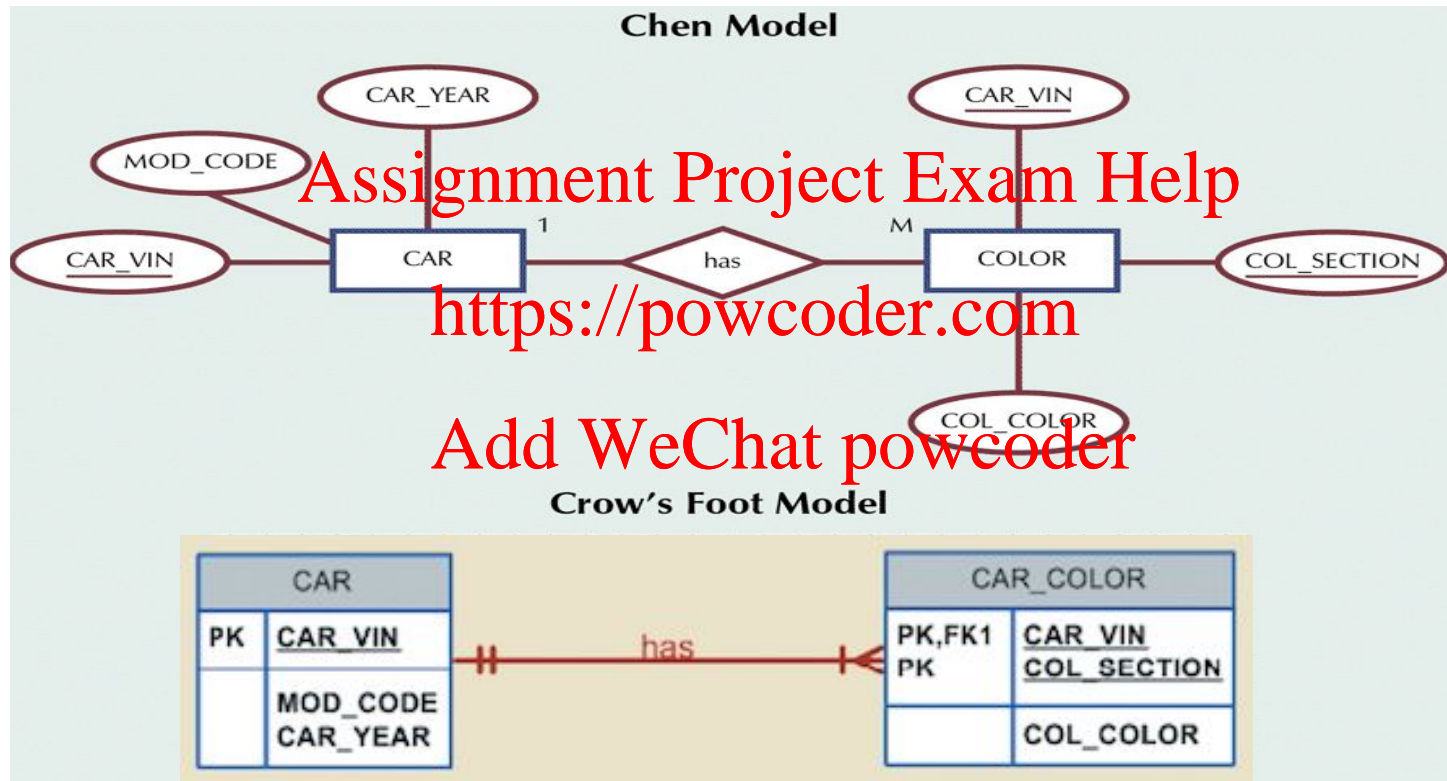 Chen Model
CAR_YEAR
CAR_VIN
MOD_CODE
Assignment Project Exam Help
1
M
CAR_VIN
CAR
has
COLOR
COL_SECTION
https://powcoder.com
COL_COLOR
Add WeChat powcoder
Crow's Foot Model
CAR
CAR_COLOR
PK
CAR_VIN
has
PK,FK1
CAR_VIN
PK
COL_SECTION
MOD_CODE
CAR_YEAR
COL_COLOR